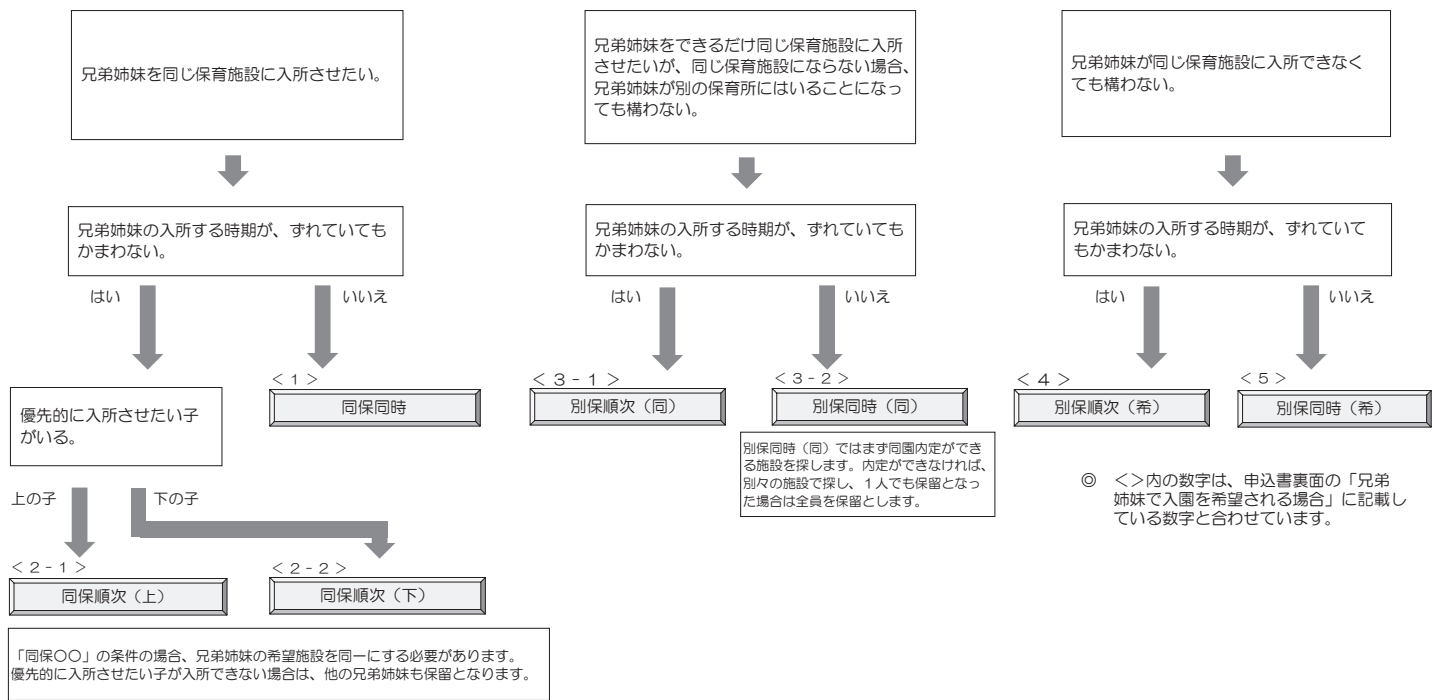 兄弟姉妹を同じ保育施設に入所させたい。
兄弟姉妹をできるだけ同じ保育施設に入所
させたいが、同じ保育施設にならない場合、
兄弟姉妹が別の保育所にはいることになっ
ても構わない。
兄弟姉妹が同じ保育施設に入所できなく
ても構わない。
兄弟姉妹の入所する時期が、ずれていても
かまわない。
兄弟姉妹の入所する時期が、ずれていても
かまわない。
兄弟姉妹の入所する時期が、ずれていて
もかまわない。
はい
いいえ
はい
いいえ
はい
いいえ
優先的に入所させたい子
がいる。
<1>
同保同時
<3-1>
別保順次（同）
<3-2>
別保同時（同）
<4>
別保順次（希）
<5>
別保同時（希）
別保同時（同）ではまず同園内定ができ
る施設を探します。内定ができなければ、
別々の施設で探し、1人でも保留となっ
た場合は全員を保留とします。
◎ <>内の数字は、申込書裏面の「兄弟
姉妹で入園を希望される場合」に記載し
ている数字と合わせています。
上の子
下の子
<2-1>
同保順次（上）
<2-2>
同保順次（下）
「同保〇〇」の条件の場合、兄弟姉妹の希望施設を同一にする必要があります。
優先的に入所させたい子が入所できない場合は、他の兄弟姉妹も保留となります。